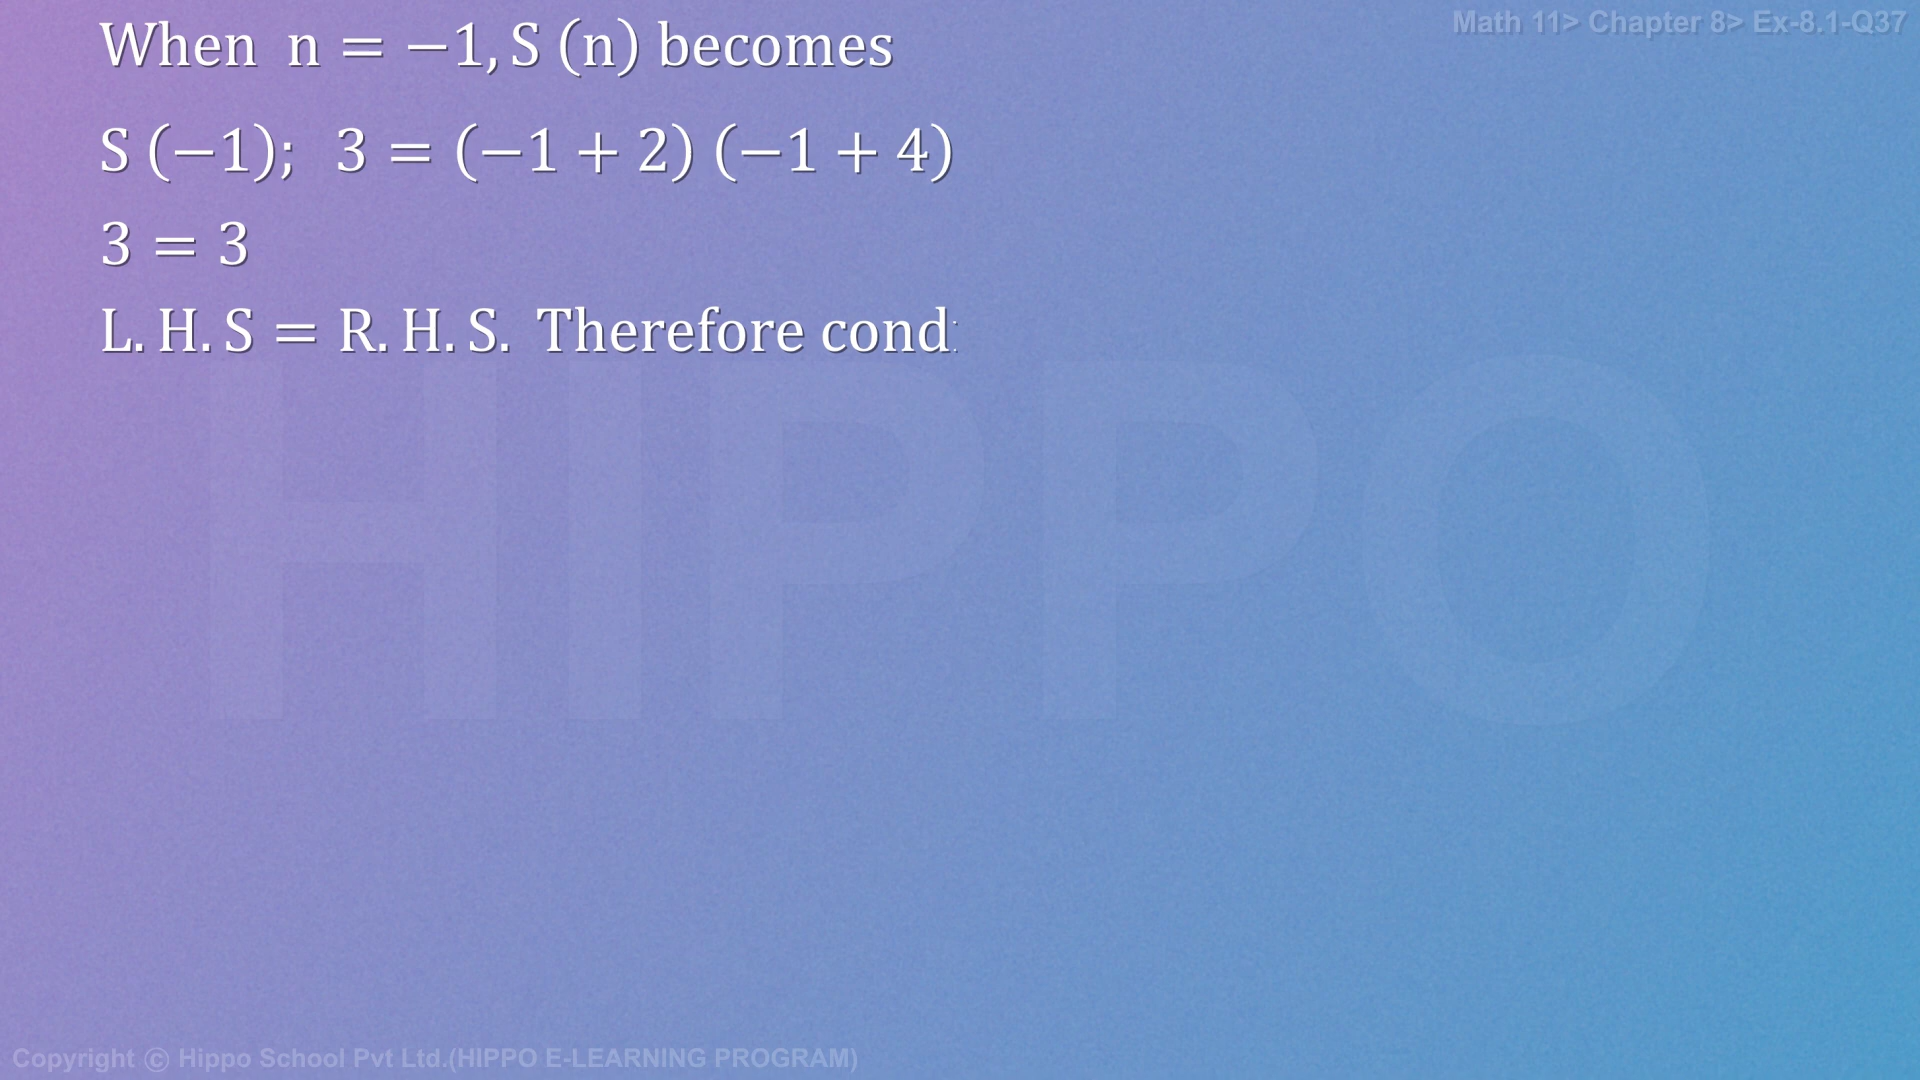 Math 11> Chapter 8> Ex-8.1-Q37
When n = −1, S (n) becomes
S (−1); 3 = (−1 + 2) (−1 + 4)
3 = 3
L. H. S = R. H. S. Therefore cond
HIPPO
Copyright © Hippo School Pvt Ltd.(HIPPO E-LEARNING PROGRAM)